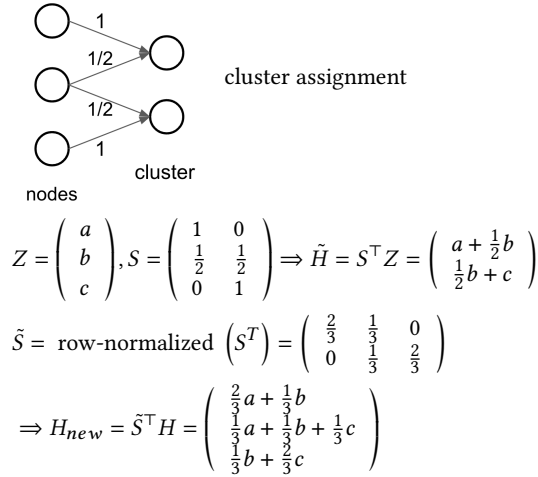 1
1/2
cluster assignment
1/2
1
cluster
nodes
Z = ( a b c ), S = ( 1 0 1/2 1/2 0 1 ) ⇒ H̃ = S^⊤ Z = ( a + 1/2 b 1/2 b + c )
S̃ = row-normalized (S^T) = ( 2/3 1/3 0 0 1/3 2/3 )
⇒ H_new = S̃^⊤ H = ( 2/3 a + 1/3 b 1/3 a + 1/3 b + 1/3 c 1/3 b + 2/3 c )